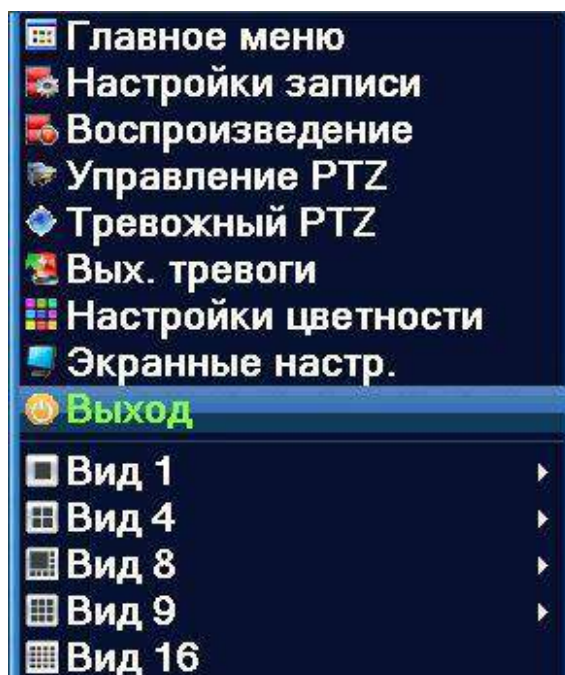 Главное меню
Настройки записи
Воспроизведение
Управление PTZ
Тревожный PTZ
Вых. тревоги
Настройки цветности
Экранные настр.
Выход
Вид 1
Вид 4
Вид 8
Вид 9
Вид 16